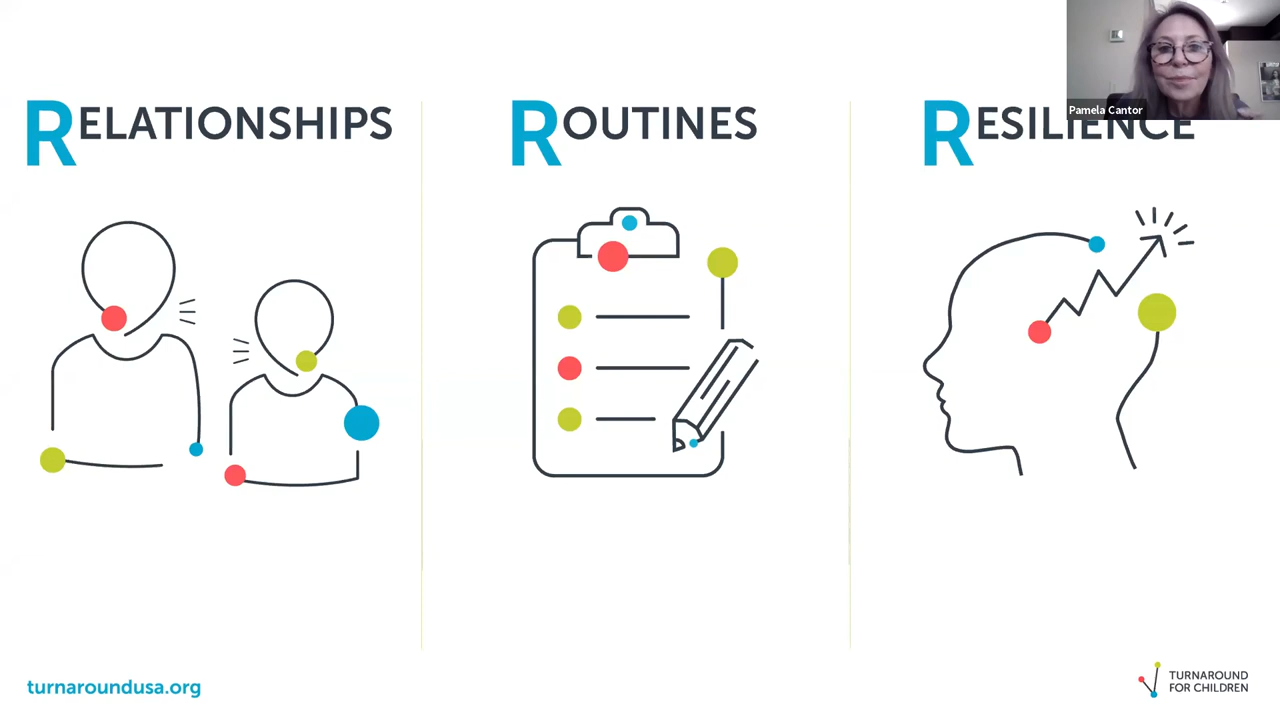 RELATIONSHIPS
ROUTINES
RESILIENCE
Pamela Cantor
turnaroundusa.org
TURNAROUND
FOR CHILDREN